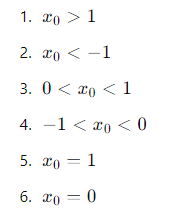 1. x₀ > 1
2. x₀ < −1
3. 0 < x₀ < 1
4. −1 < x₀ < 0
5. x₀ = 1
6. x₀ = 0